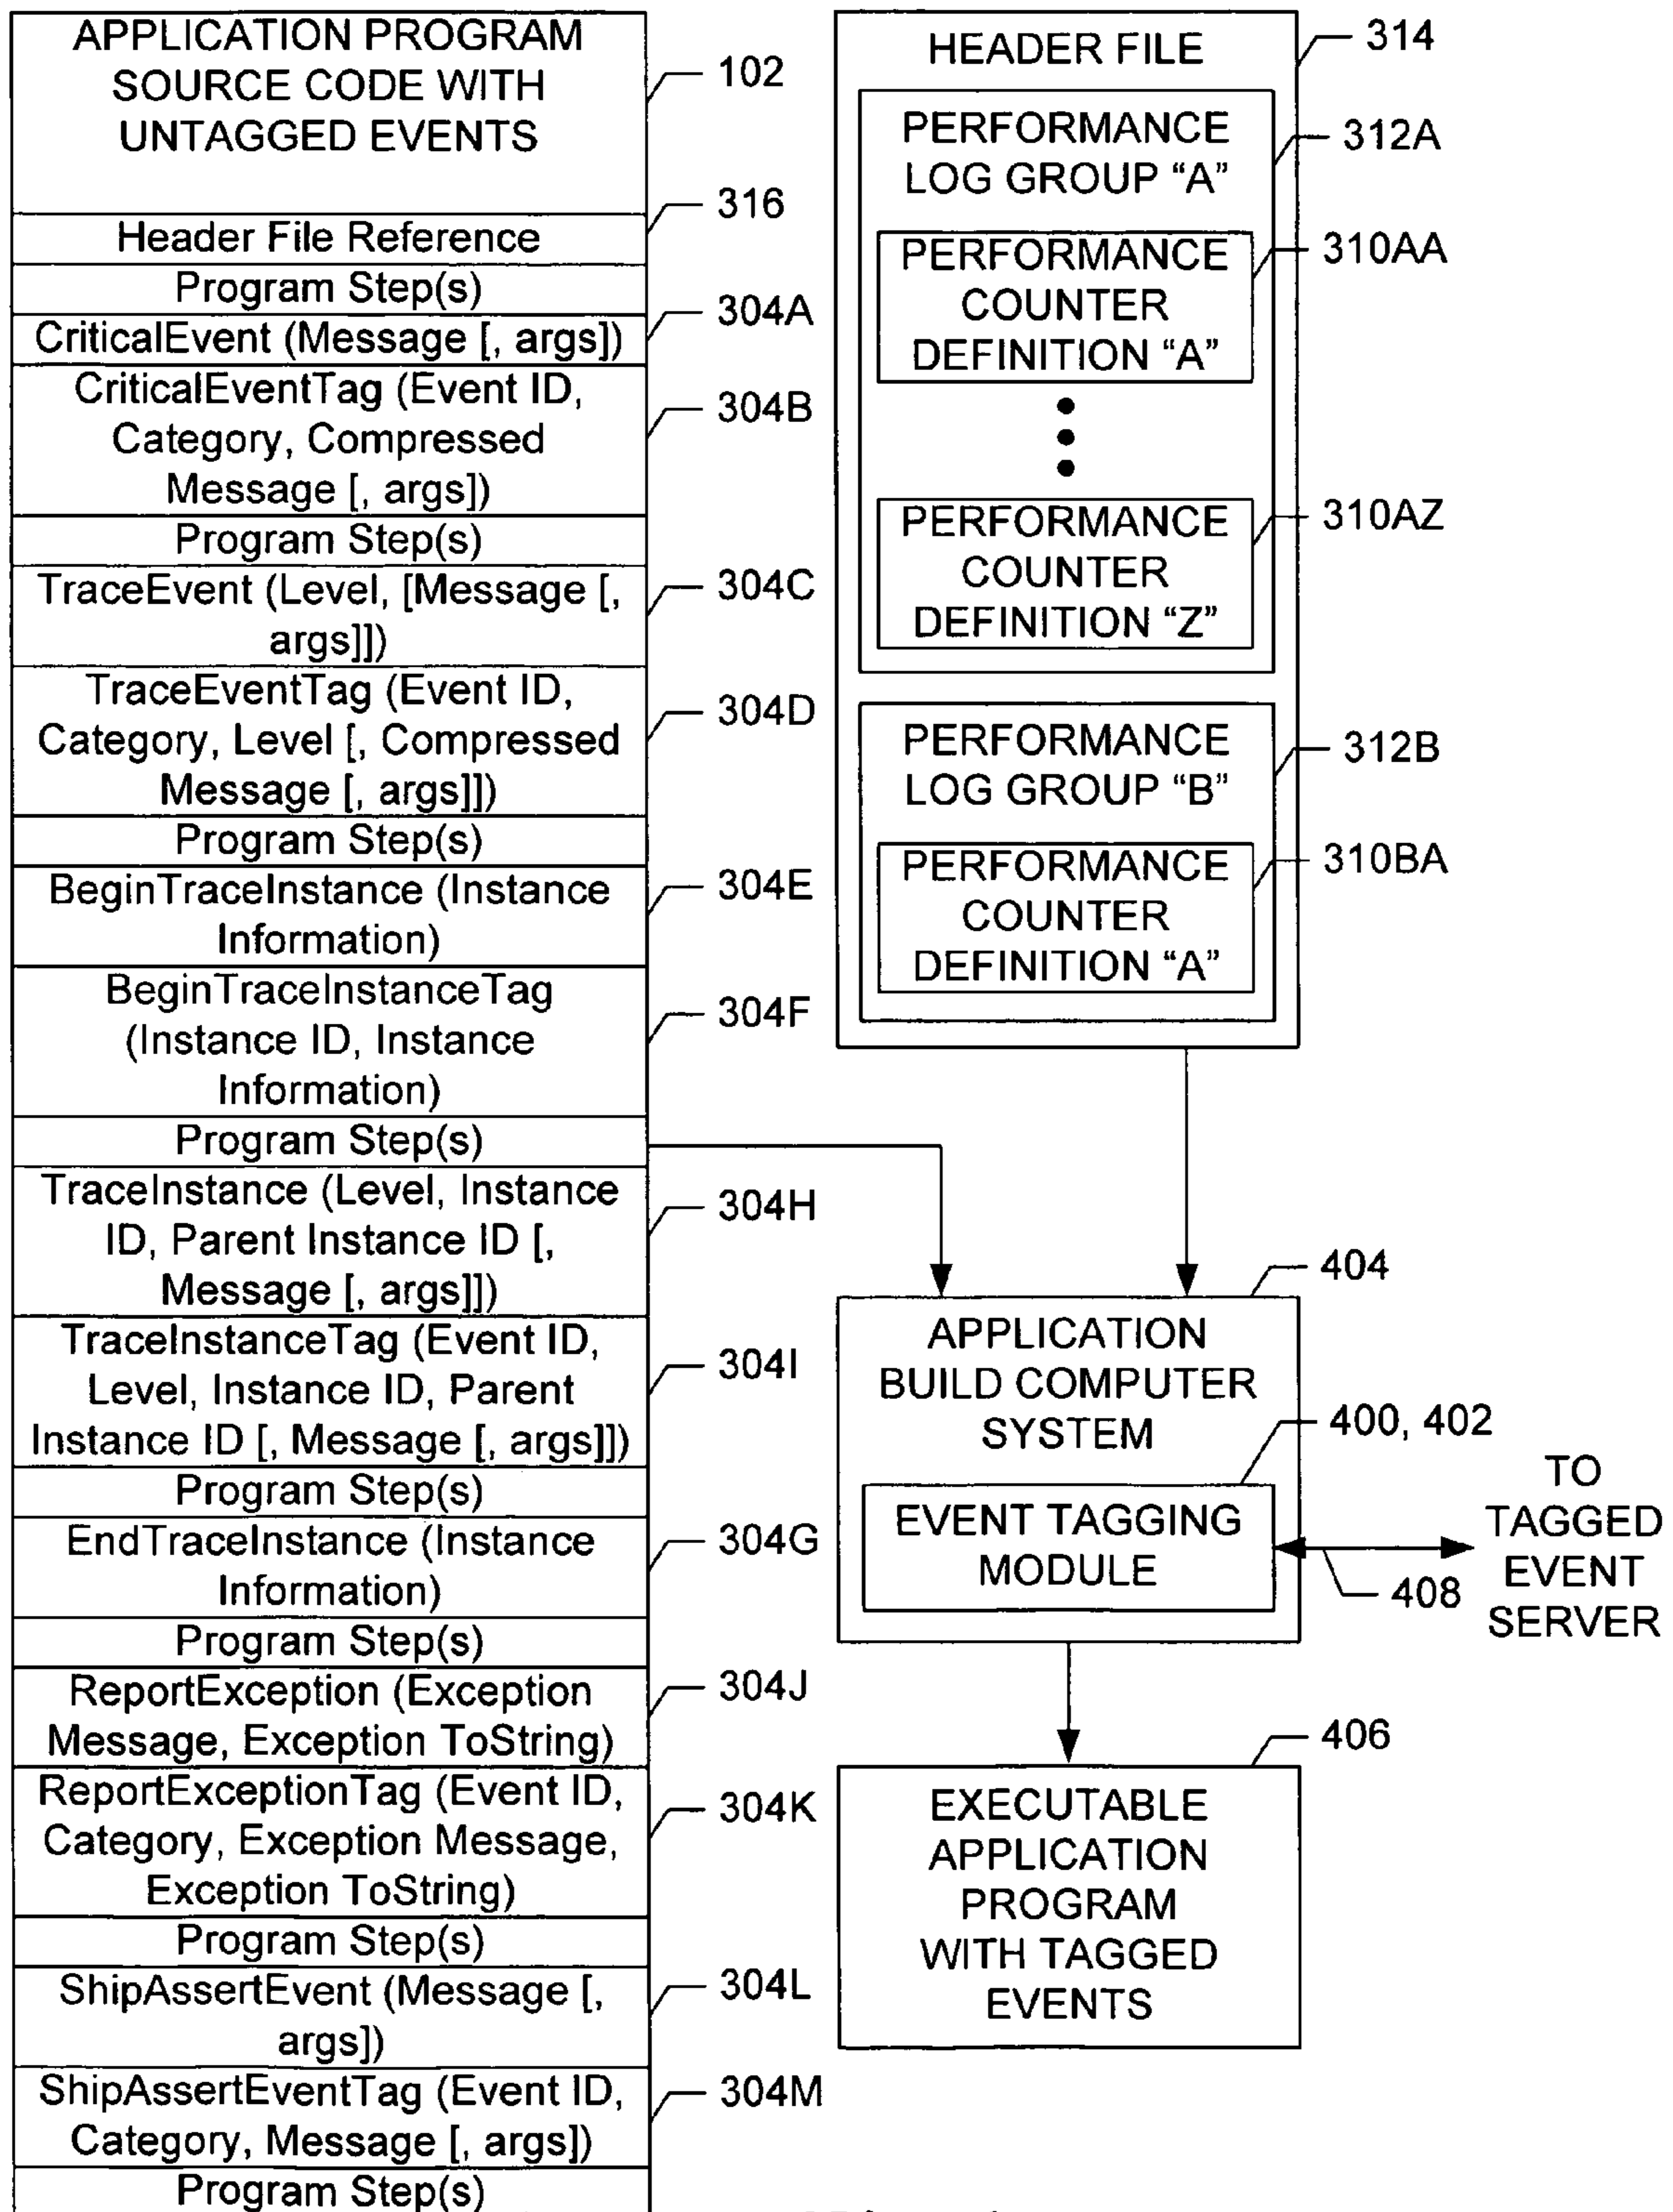 APPLICATION PROGRAM
SOURCE CODE WITH
UNTAGGED EVENTS
102
316
Header File Reference
Program Step(s)
304A
CriticalEvent (Message [, args])
CriticalEventTag (Event ID,
Category, Compressed
Message [, args])
304B
Program Step(s)
TraceEvent (Level, [Message [,
args]])
304C
TraceEventTag (Event ID,
Category, Level [, Compressed
Message [, args]])
304D
Program Step(s)
BeginTraceInstance (Instance
Information)
304E
BeginTraceInstanceTag
(Instance ID, Instance
Information)
304F
Program Step(s)
TraceInstance (Level, Instance
ID, Parent Instance ID [,
Message [, args]])
304H
TraceInstanceTag (Event ID,
Level, Instance ID, Parent
Instance ID [, Message [, args]])
304I
Program Step(s)
EndTraceInstance (Instance
Information)
304G
Program Step(s)
ReportException (Exception
Message, Exception ToString)
304J
ReportExceptionTag (Event ID,
Category, Exception Message,
Exception ToString)
304K
Program Step(s)
ShipAssertEvent (Message [,
args])
304L
ShipAssertEventTag (Event ID,
Category, Message [, args])
304M
Program Step(s)
HEADER FILE
314
PERFORMANCE
LOG GROUP “A”
312A
PERFORMANCE
COUNTER
DEFINITION “A”
310AA
PERFORMANCE
COUNTER
DEFINITION “Z”
310AZ
PERFORMANCE
LOG GROUP “B”
312B
PERFORMANCE
COUNTER
DEFINITION “A”
310BA
404
APPLICATION
BUILD COMPUTER
SYSTEM
400, 402
EVENT TAGGING
MODULE
408
TO
TAGGED
EVENT
SERVER
406
EXECUTABLE
APPLICATION
PROGRAM
WITH TAGGED
EVENTS